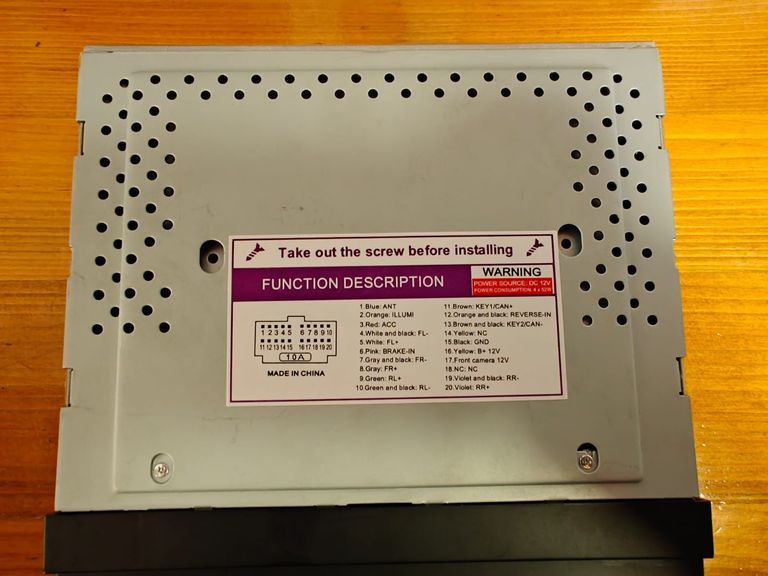 Take out the screw before installing
FUNCTION DESCRIPTION
WARNING
POWER SOURCE: DC 12V
POWER CONSUMPTION: 4 x 52W
1 2 3 4 5 6 7 8 9 10
11 12 13 14 15 16 17 18 19 20
10A
MADE IN CHINA
1.Blue: ANT
2.Orange: ILLUMI
3.Red: ACC
4.White and black: FL-
5.White: FL+
6.Pink: BRAKE-IN
7.Gray and black: FR-
8.Gray: FR+
9.Green: RL+
10.Green and black: RL-
11.Brown: KEY1/CAN+
12.Orange and black: REVERSE-IN
13.Brown and black: KEY2/CAN-
14.Yellow: NC
15.Black: GND
16.Yellow: B+ 12V
17.Front camera 12V
18.NC: NC
19.Violet and black: RR-
20.Violet: RR+